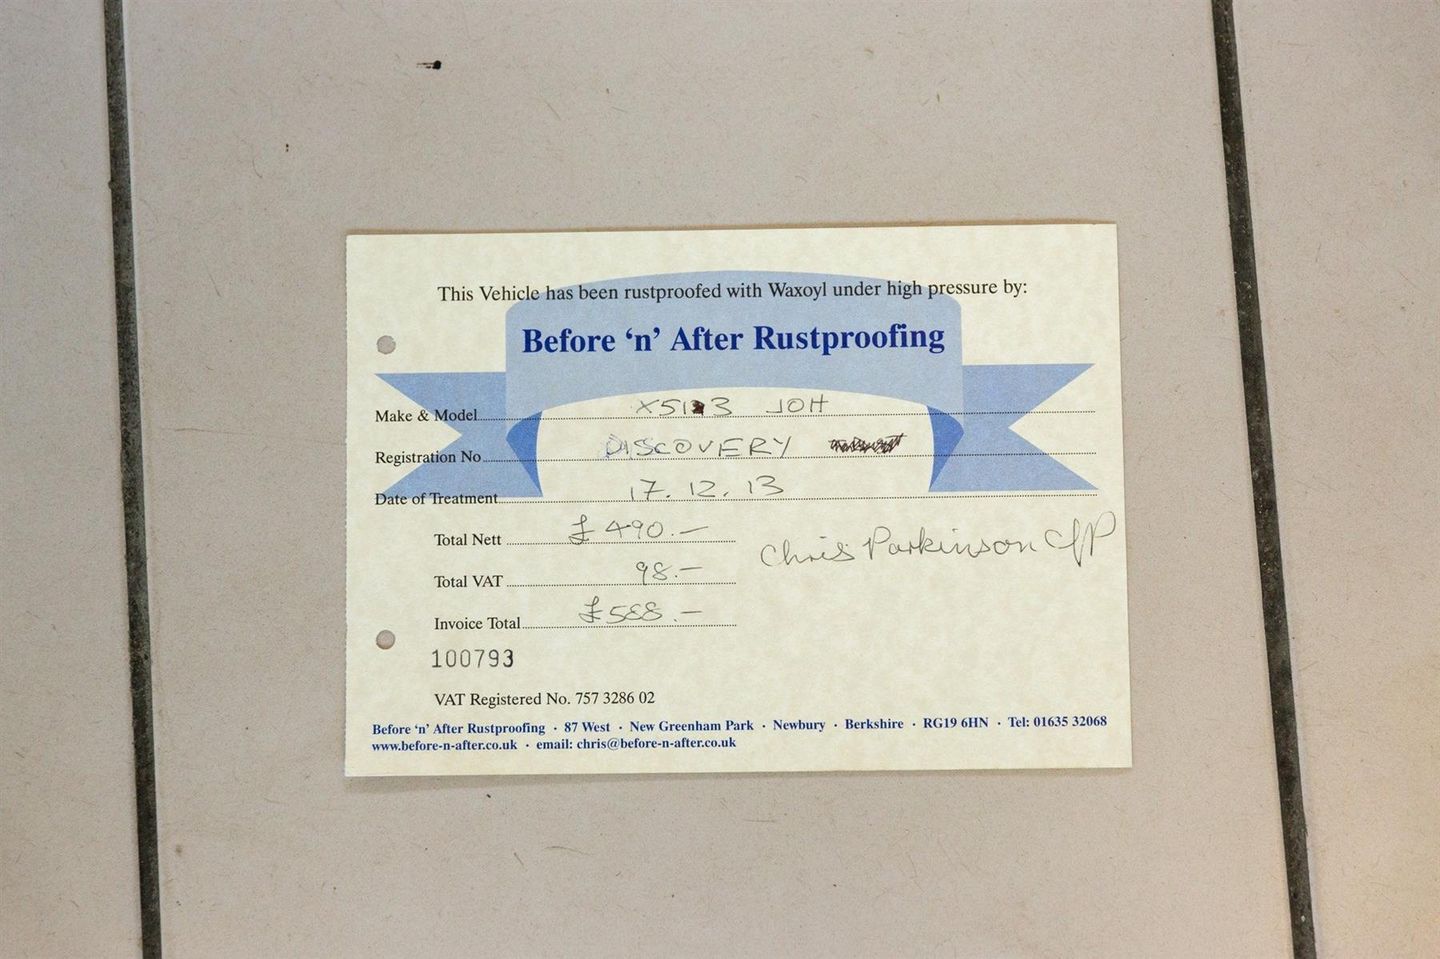 This Vehicle has been rustproofed with Waxoyl under high pressure by:
Before ‘n’ After Rustproofing
Make & Model JOH
Registration No DISCOVERY
Date of Treatment 17.12.13
Total Nett £490.—
Total VAT 98.—
Invoice Total £588.—
Chris Parkinson
100793
VAT Registered No. 757 3286 02
Before ‘n’ After Rustproofing · 87 West · New Greenham Park · Newbury · Berkshire · RG19 6HN · Tel: 01635 32068
www.before-n-after.co.uk · email: chris@before-n-after.co.uk